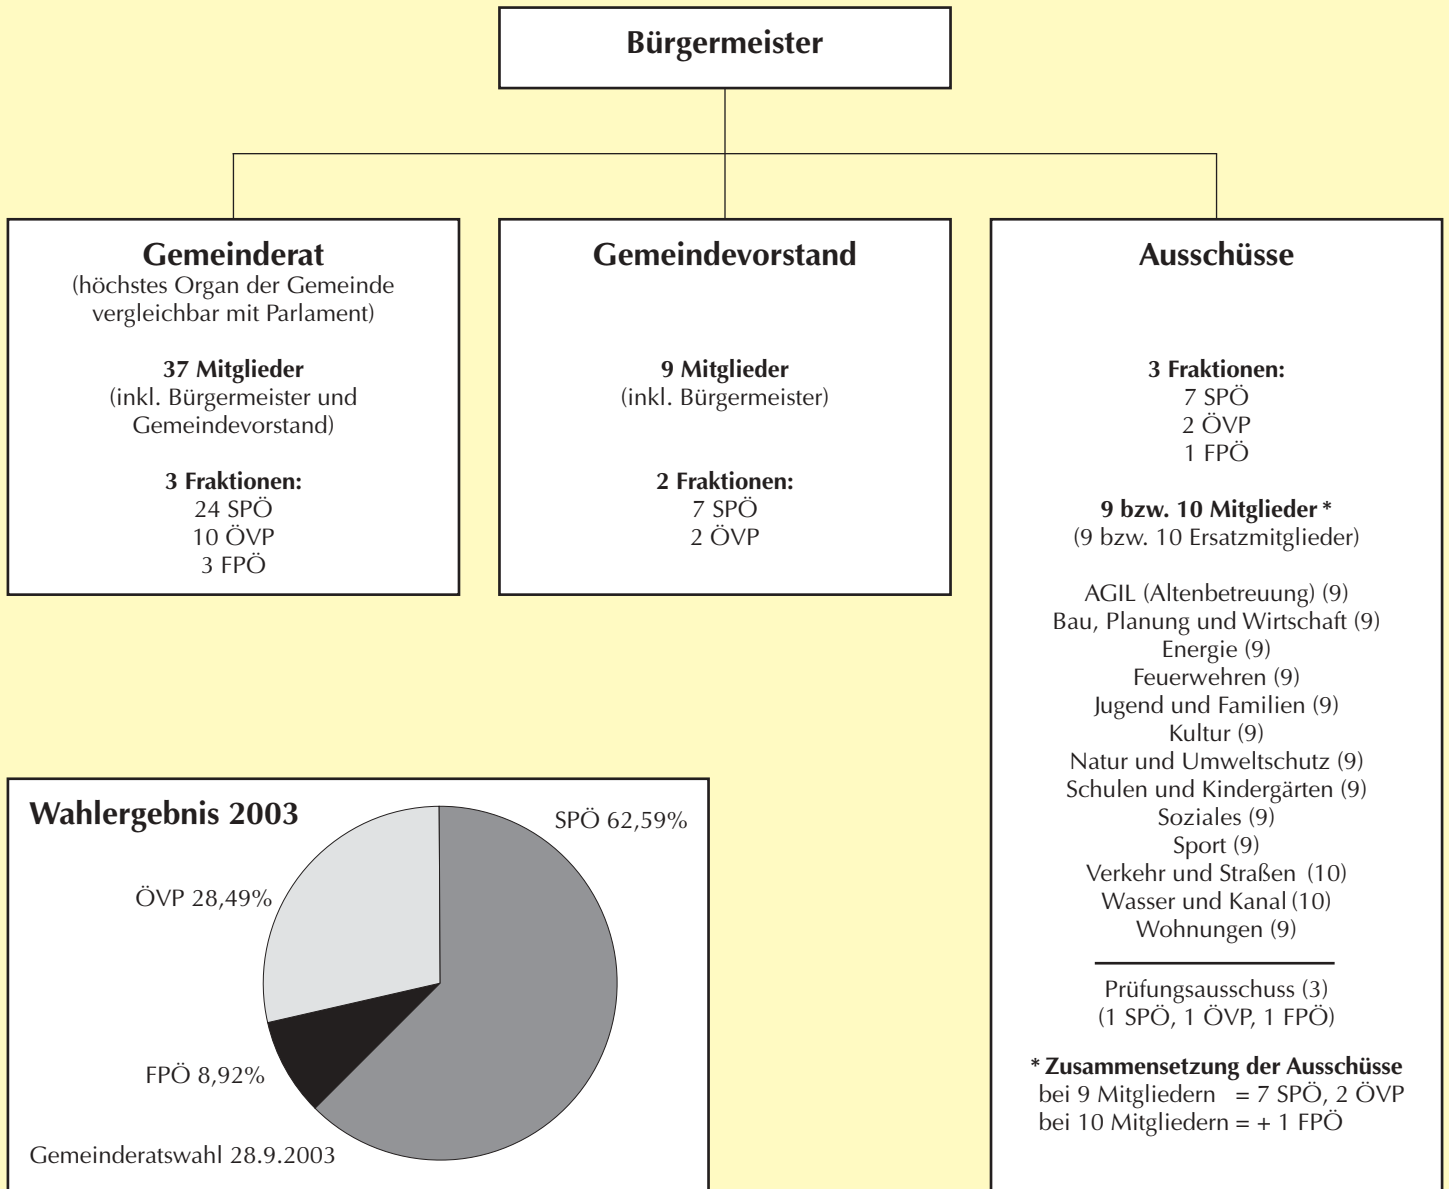 Bürgermeister
Gemeinderat
(höchstes Organ der Gemeinde
vergleichbar mit Parlament)
37 Mitglieder
(inkl. Bürgermeister und
Gemeindevorstand)
3 Fraktionen:
24 SPÖ
10 ÖVP
3 FPÖ
Gemeindevorstand
9 Mitglieder
(inkl. Bürgermeister)
2 Fraktionen:
7 SPÖ
2 ÖVP
Ausschüsse
3 Fraktionen:
7 SPÖ
2 ÖVP
1 FPÖ
9 bzw. 10 Mitglieder *
(9 bzw. 10 Ersatzmitglieder)
AGIL (Altenbetreuung) (9)
Bau, Planung und Wirtschaft (9)
Energie (9)
Feuerwehren (9)
Jugend und Familien (9)
Kultur (9)
Natur und Umweltschutz (9)
Schulen und Kindergärten (9)
Soziales (9)
Sport (9)
Verkehr und Straßen (10)
Wasser und Kanal (10)
Wohnungen (9)
Prüfungsausschuss (3)
(1 SPÖ, 1 ÖVP, 1 FPÖ)
* Zusammensetzung der Ausschüsse
bei 9 Mitgliedern = 7 SPÖ, 2 ÖVP
bei 10 Mitgliedern = + 1 FPÖ
Wahlergebnis 2003
SPÖ 62,59%
ÖVP 28,49%
FPÖ 8,92%
Gemeinderatswahl 28.9.2003